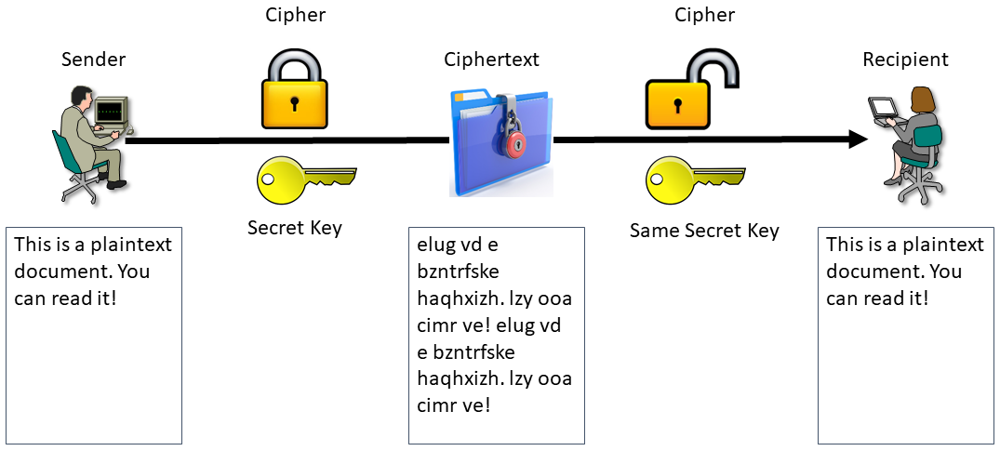 Cipher
Cipher
Sender
Ciphertext
Recipient
Secret Key
Same Secret Key
This is a plaintext
document. You
can read it!
elug vd e
bzntrfske
haqhxizh. lzy ooa
cimr ve! elug vd
e bzntrfske
haqhxizh. lzy ooa
cimr ve!
This is a plaintext
document. You
can read it!